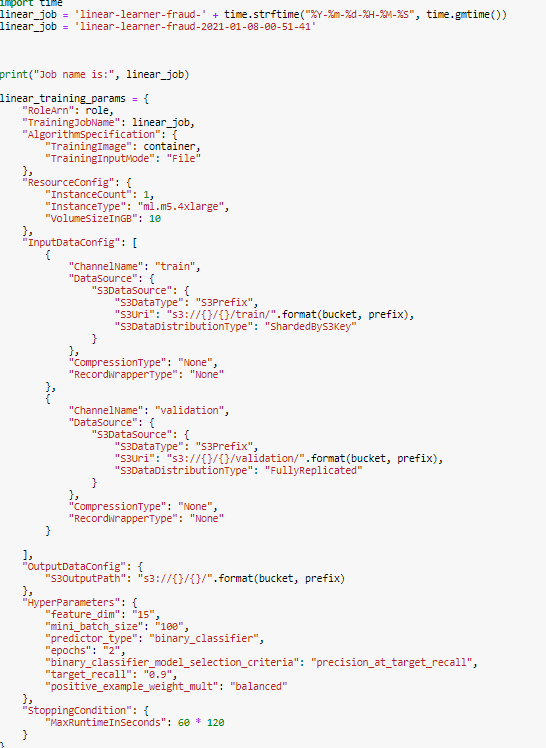 import time
linear_job = 'linear-learner-fraud-' + time.strftime("%Y-%m-%d-%H-%M-%S", time.gmtime())
linear_job = 'linear-learner-fraud-2021-01-08-00-51-41'
print("Job name is:", linear_job)
linear_training_params = {
    "RoleArn": role,
    "TrainingJobName": linear_job,
    "AlgorithmSpecification": {
        "TrainingImage": container,
        "TrainingInputMode": "File"
    },
    "ResourceConfig": {
        "InstanceCount": 1,
        "InstanceType": "ml.m5.4xlarge",
        "VolumeSizeInGB": 10
    },
    "InputDataConfig": [
        {
            "ChannelName": "train",
            "DataSource": {
                "S3DataSource": {
                    "S3DataType": "S3Prefix",
                    "S3Uri": "s3://{}/{}/train/".format(bucket, prefix),
                    "S3DataDistributionType": "ShardedByS3Key"
                }
            },
            "CompressionType": "None",
            "RecordWrapperType": "None"
        },
        {
            "ChannelName": "validation",
            "DataSource": {
                "S3DataSource": {
                    "S3DataType": "S3Prefix",
                    "S3Uri": "s3://{}/{}/validation/".format(bucket, prefix),
                    "S3DataDistributionType": "FullyReplicated"
                }
            },
            "CompressionType": "None",
            "RecordWrapperType": "None"
        }
    ],
    "OutputDataConfig": {
        "S3OutputPath": "s3://{}/{}/".format(bucket, prefix)
    },
    "HyperParameters": {
        "feature_dim": "15",
        "mini_batch_size": "100",
        "predictor_type": "binary_classifier",
        "epochs": "2",
        "binary_classifier_model_selection_criteria": "precision_at_target_recall",
        "target_recall": "0.9",
        "positive_example_weight_mult": "balanced"
    },
    "StoppingCondition": {
        "MaxRuntimeInSeconds": 60 * 120
    }
}